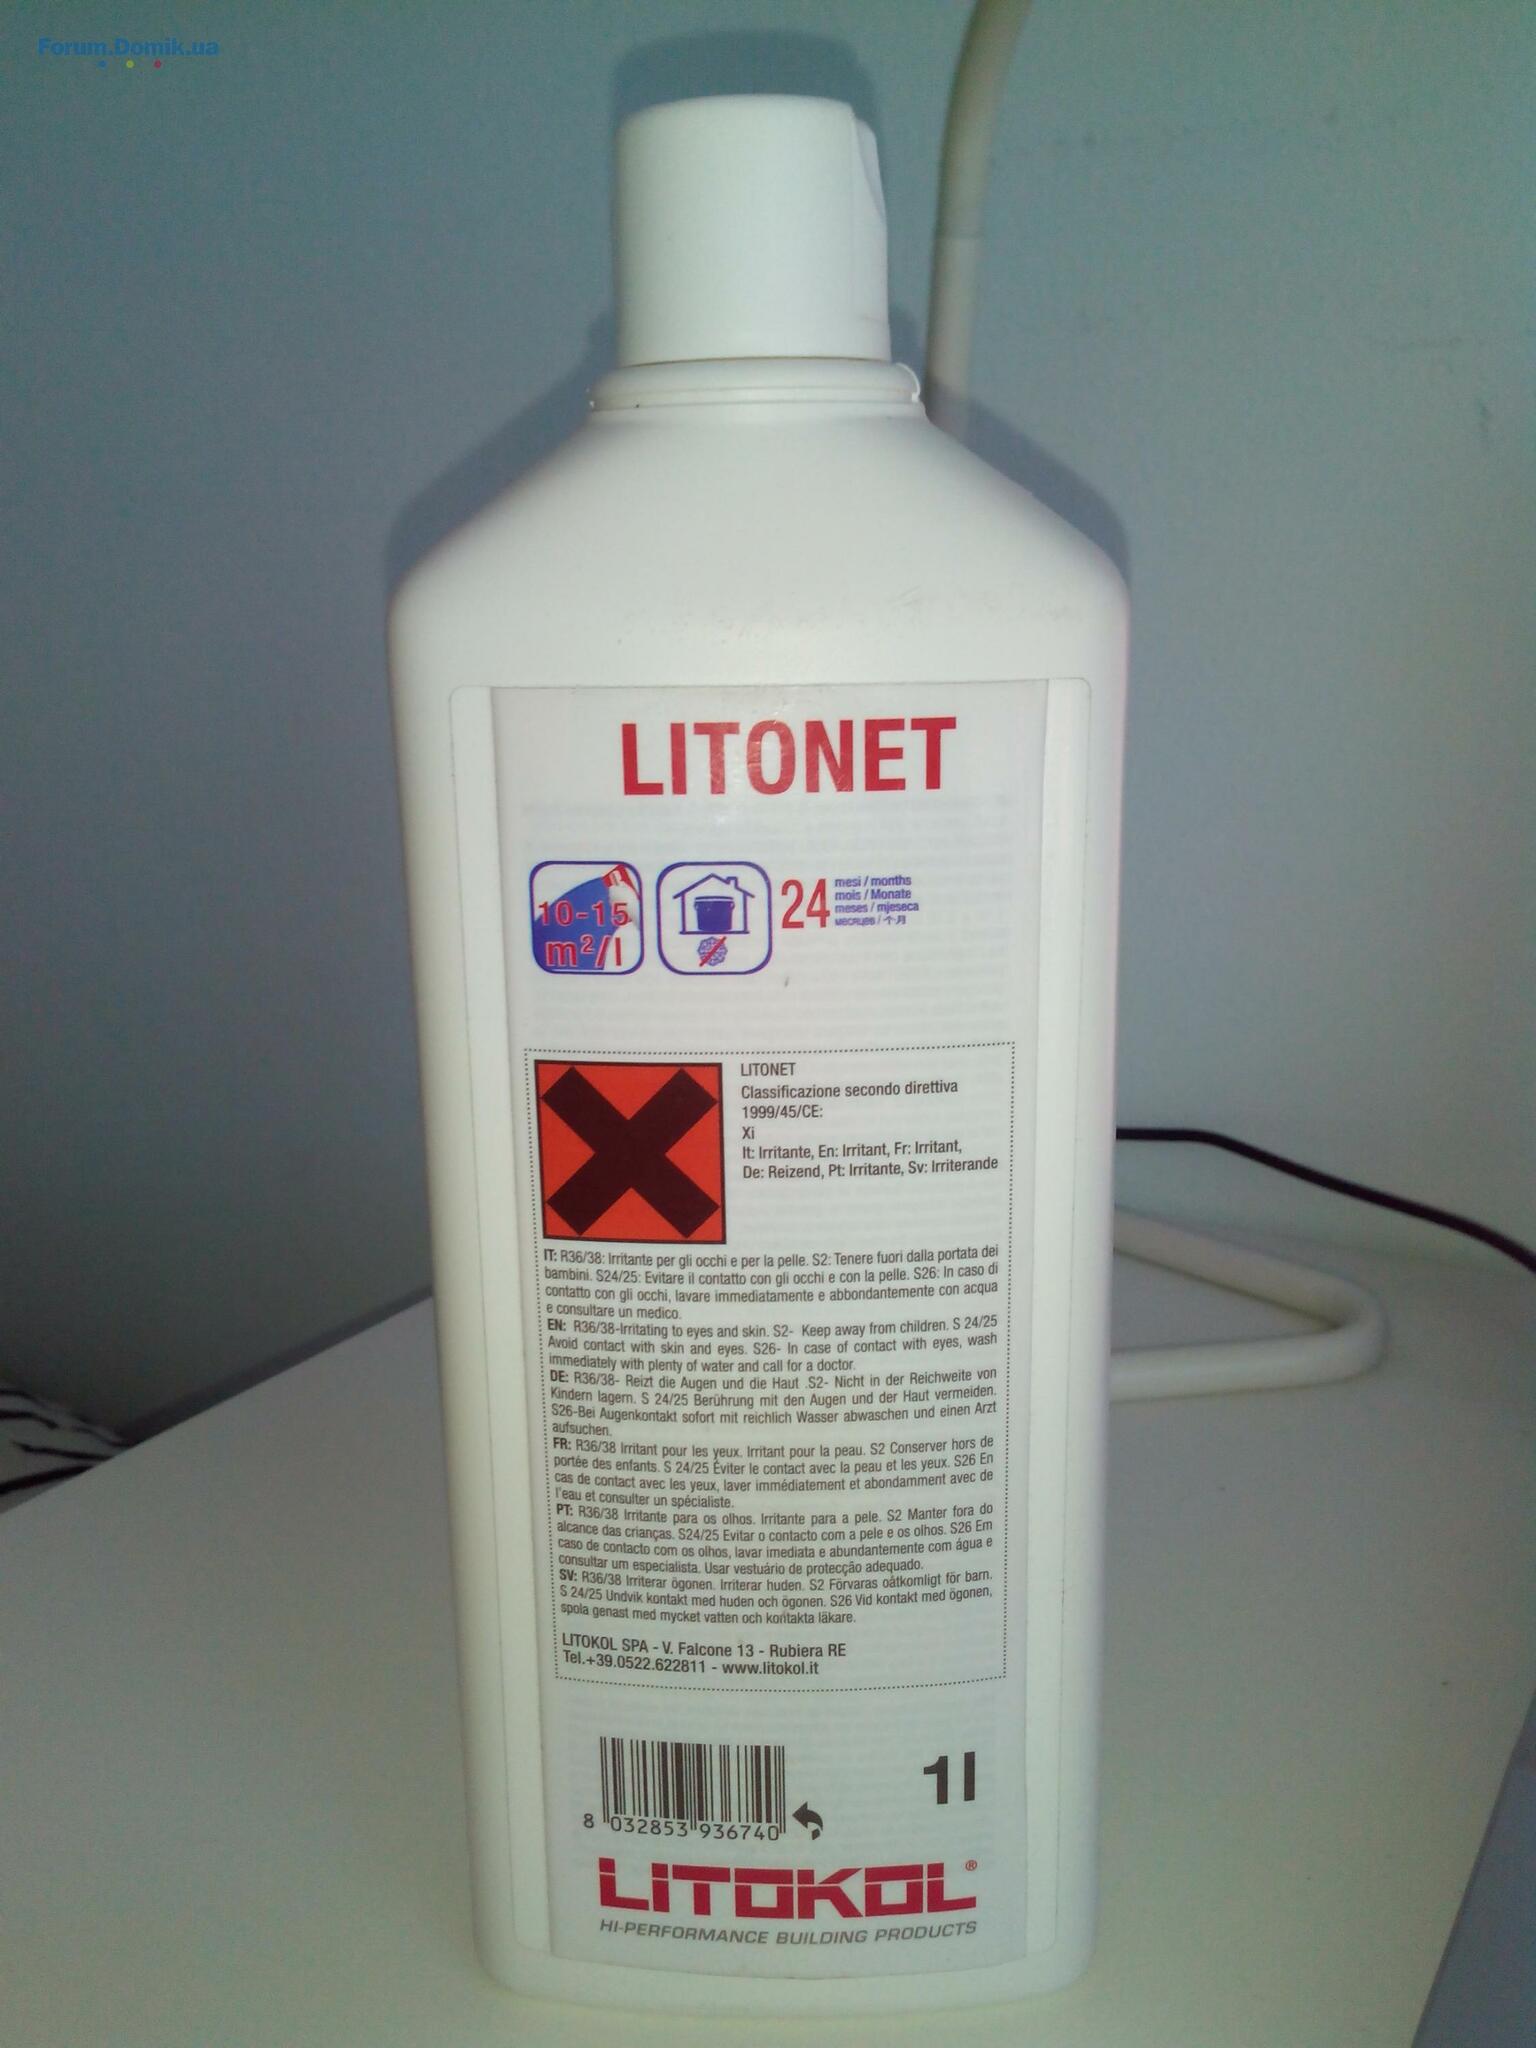 Forum.Domik.ua
LITONET
10-15
m²/l
24
mesi / months
mois / Monate
meses / mjeseca
месяцев / 个月
LITONET
Classificazione secondo direttiva
1999/45/CE:
Xi
It: Irritante, En: Irritant, Fr: Irritant,
De: Reizend, Pt: Irritante, Sv: Irriterande
IT: R36/38: Irritante per gli occhi e per la pelle. S2: Tenere fuori dalla portata dei
bambini. S24/25: Evitare il contatto con gli occhi e con la pelle. S26: In caso di
contatto con gli occhi, lavare immediatamente e abbondantemente con acqua
e consultare un medico.
EN: R36/38-Irritating to eyes and skin. S2- Keep away from children. S 24/25
Avoid contact with skin and eyes. S26- In case of contact with eyes, wash
immediately with plenty of water and call for a doctor.
DE: R36/38- Reizt die Augen und die Haut .S2- Nicht in der Reichweite von
Kindern lagern. S 24/25 Berührung mit den Augen und der Haut vermeiden.
S26-Bei Augenkontakt sofort mit reichlich Wasser abwaschen und einen Arzt
aufsuchen.
FR: R36/38 Irritant pour les yeux. Irritant pour la peau. S2 Conserver hors de
portée des enfants. S 24/25 Éviter le contact avec la peau et les yeux. S26 En
cas de contact avec les yeux, laver immédiatement et abondamment avec de
l'eau et consulter un spécialiste.
PT: R36/38 Irritante para os olhos. Irritante para a pele. S2 Manter fora do
alcance das crianças. S24/25 Evitar o contacto com a pele e os olhos. S26 Em
caso de contacto com os olhos, lavar imediata e abundantemente com água e
consultar um especialista. Usar vestuário de protecção adequado.
SV: R36/38 Irriterar ögonen. Irriterar huden. S2 Förvaras oåtkomligt för barn.
S 24/25 Undvik kontakt med huden och ögonen. S26 Vid kontakt med ögonen,
spola genast med mycket vatten och kontakta läkare.
LITOKOL SPA - V. Falcone 13 - Rubiera RE
Tel.+39.0522.622811 - www.litokol.it
1l
8 032853 936740
LITOKOL®
HI-PERFORMANCE BUILDING PRODUCTS